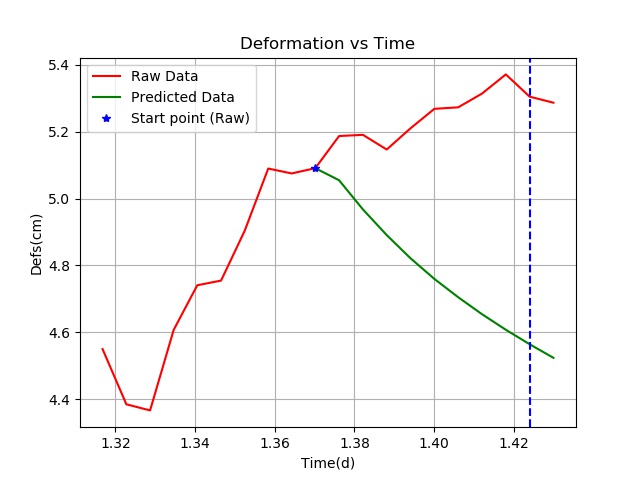 Deformation vs Time
Raw Data
Predicted Data
Start point (Raw)
Defs(cm)
5.4
5.2
5.0
4.8
4.6
4.4
1.32 1.34 1.36 1.38 1.40 1.42
Time(d)